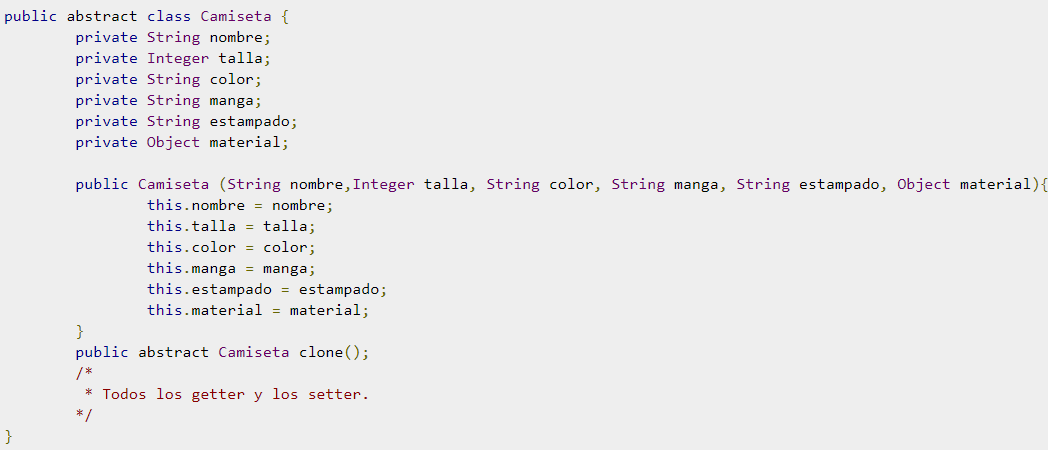 public abstract class Camiseta {
private String nombre;
private Integer talla;
private String color;
private String manga;
private String estampado;
private Object material;
public Camiseta (String nombre,Integer talla, String color, String manga, String estampado, Object material){
this.nombre = nombre;
this.talla = talla;
this.color = color;
this.manga = manga;
this.estampado = estampado;
this.material = material;
}
public abstract Camiseta clone();
/*
* Todos los getter y los setter.
*/
}